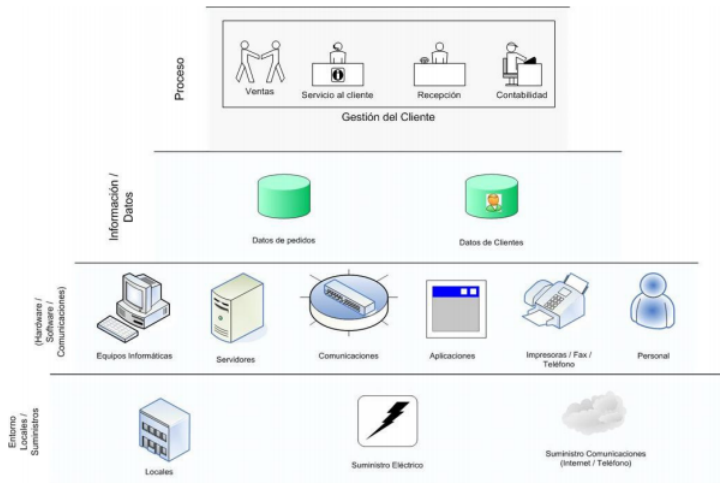 Proceso
Ventas
Servicio al cliente
Recepción
Contabilidad
Gestión del Cliente
Información /
Datos
Datos de pedidos
Datos de Clientes
(Hardware /
Software /
Comunicaciones)
Equipos Informáticas
Servidores
Comunicaciones
Aplicaciones
Impresoras / Fax /
Teléfono
Personal
Entorno
Locales /
Suministros
Locales
Suministro Eléctrico
Suministro Comunicaciones
(Internet / Teléfono)